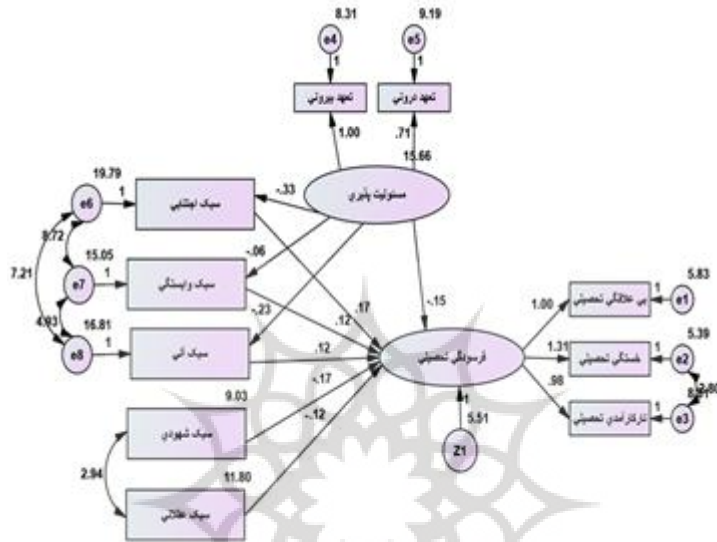 8.31
9.19
e4
e5
1
1
تعهد بیرونی
تعهد درونی
1.00
.71
15.66
مسئولیت پذیری
19.79
-.33
e6
1
سبک اجتنابی
8.72
-.06
15.05
7.21
e7
1
سبک وابستگی
-.23
.17
-.15
5.83
1.00
بی علاقگی تحصیلی
1
e1
4.93
16.81
.12
5.39
e8
1
سبک آنی
.12
فرسودگی تحصیلی
1.31
خستگی تحصیلی
1
e2
-.17
.98
9.03
-.12
1
ناکارآمدی تحصیلی
1
e3
سبک شهودی
5.51
2.94
11.80
Z1
سبک عقلانی